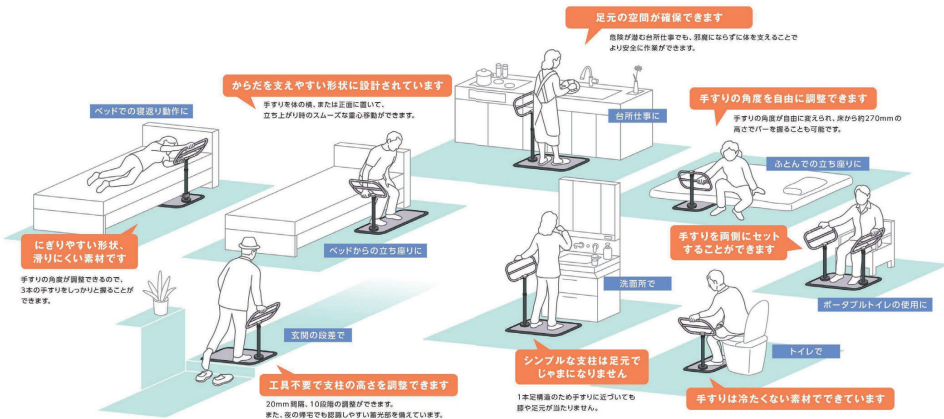 足元の空間が確保できます
危険が潜む台所仕事でも、邪魔にならずに体を支えることで
より安全に作業ができます。
からだを支えやすい形状に設計されています
手すりを体の横、または正面に置いて、
立ち上がり時のスムーズな重心移動ができます。
手すりの角度を自由に調整できます
手すりの角度が自由に変えられ、床から約270mmの
高さでバーを握ることも可能です。
ベッドでの寝返り動作に
台所仕事に
ふとんでの立ち座りに
にぎりやすい形状、
滑りにくい素材です
手すりの角度が調整できるので、
3本の手すりをしっかりと握ることが
できます。
ベッドからの立ち座りに
手すりを両側にセット
することができます
洗面所で
ポータブルトイレの使用に
玄関の段差で
トイレで
シンプルな支柱は足元で
じゃまになりません
1本足構造のため手すりに近づいても
膝や足元が当たりません。
工具不要で支柱の高さを調整できます
20mm間隔、10段階の調整ができます。
また、夜の帰宅でも認識しやすい蓄光部を備えています。
手すりは冷たくない素材でできています